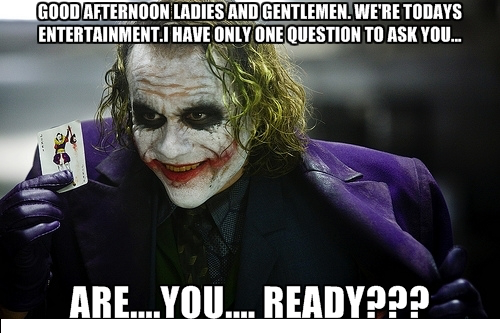 GOOD AFTERNOON LADIES AND GENTLEMEN. WE'RE TODAYS
ENTERTAINMENT.I HAVE ONLY ONE QUESTION TO ASK YOU...
ARE....YOU.... READY???